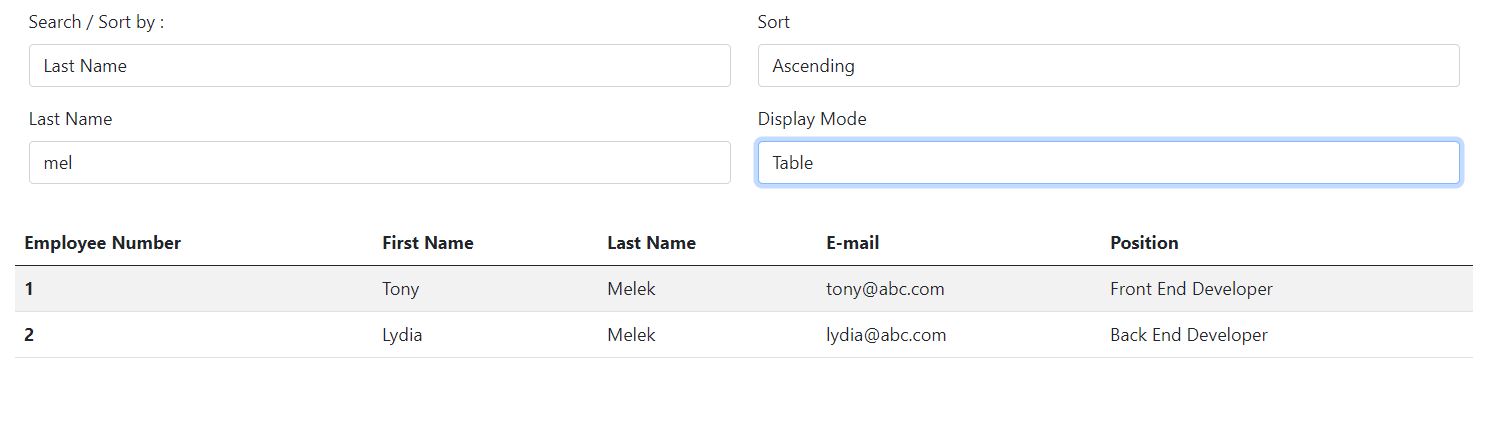 Search / Sort by :
Sort
Last Name
Ascending
Last Name
Display Mode
mel
Table
Employee Number First Name Last Name E-mail Position
1 Tony Melek tony@abc.com Front End Developer
2 Lydia Melek lydia@abc.com Back End Developer